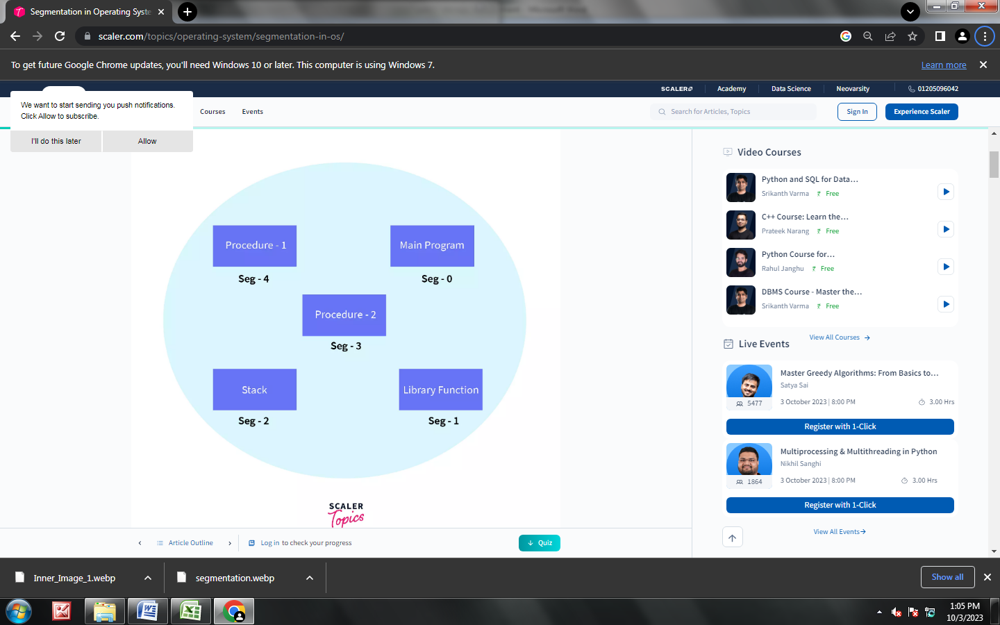 Segmentation in Operating Syste
scaler.com/topics/operating-system/segmentation-in-os/
To get future Google Chrome updates, you'll need Windows 10 or later. This computer is using Windows 7.
Learn more
SCALER
Academy
Data Science
Neovarsity
01205096042
We want to start sending you push notifications.
Click Allow to subscribe.
I'll do this later
Allow
Courses
Events
Search for Articles, Topics
Sign In
Experience Scaler
Procedure - 1
Seg - 4
Main Program
Seg - 0
Procedure - 2
Seg - 3
Stack
Seg - 2
Library Function
Seg - 1
SCALER
Topics
Video Courses
Python and SQL for Data...
Srikanth Varma
Free
C++ Course: Learn the...
Prateek Narang
Free
Python Course for...
Rahul Janghu
Free
DBMS Course - Master the...
Srikanth Varma
Free
View All Courses
Live Events
Master Greedy Algorithms: From Basics to...
Satya Sai
5477
3 October 2023 | 8:00 PM
3.00 Hrs
Register with 1-Click
Multiprocessing & Multithreading in Python
Nikhil Sanghi
1864
3 October 2023 | 8:00 PM
3.00 Hrs
Register with 1-Click
View All Events
Article Outline
Log in to check your progress
Quiz
Inner_Image_1.webp
segmentation.webp
Show all
1:05 PM
10/3/2023